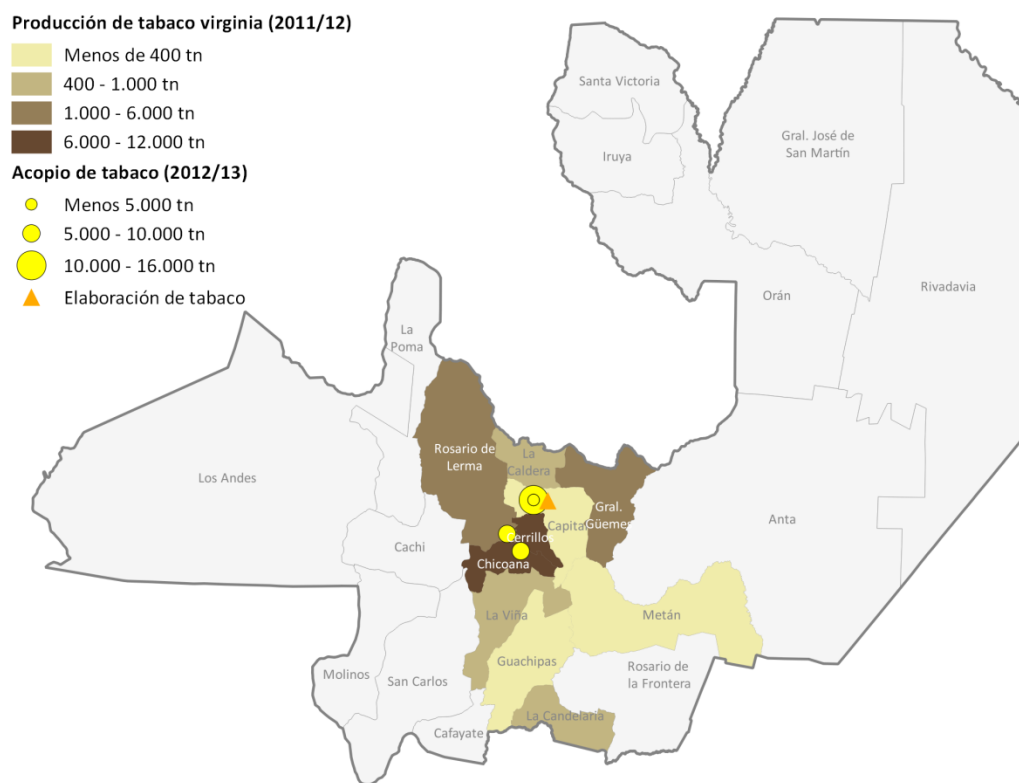 Producción de tabaco virginia (2011/12)
Menos de 400 tn
400 - 1.000 tn
1.000 - 6.000 tn
6.000 - 12.000 tn
Acopio de tabaco (2012/13)
Menos 5.000 tn
5.000 - 10.000 tn
10.000 - 16.000 tn
Elaboración de tabaco
Santa Victoria
Iruya
Gral. José de
San Martín
Orán
Rivadavia
La
Poma
Los Andes
Rosario de
Lerma
La
Caldera
Gral.
Güemes
Capital
Anta
Cachi
Cerrillos
Chicoana
La Viña
Metán
Guachipas
Rosario de
la Frontera
Molinos
San Carlos
La Candelaria
Cafayate